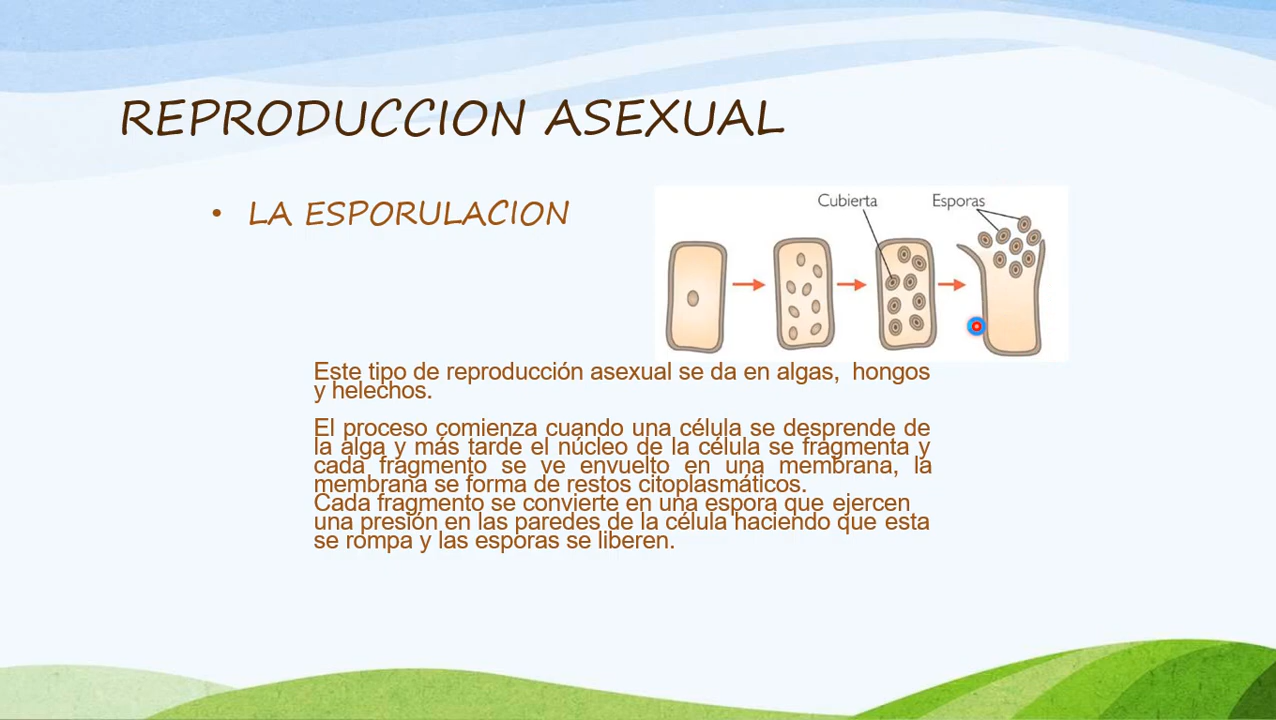 REPRODUCCION ASEXUAL
• LA ESPORULACION
Cubierta
Esporas
Este tipo de reproducción asexual se da en algas, hongos
y helechos.
El proceso comienza cuando una célula se desprende de
la alga y más tarde el núcleo de la célula se fragmenta y
cada fragmento se ve envuelto en una membrana, la
membrana se forma de restos citoplasmáticos.
Cada fragmento se convierte en una espora que ejercen
una presión en las paredes de la célula haciendo que esta
se rompa y las esporas se liberen.